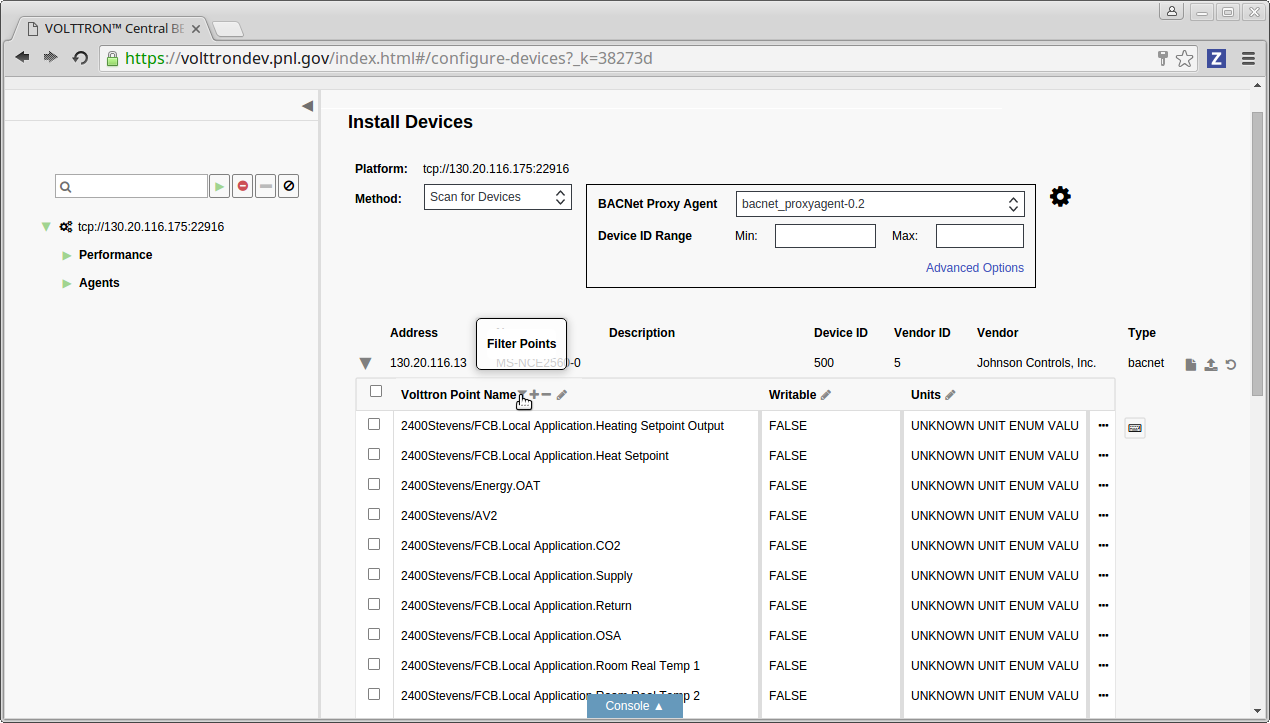 VOLTTRON™ Central BE
https://volttrondev.pnl.gov/index.html#/configure-devices?_k=38273d
Z
Install Devices
Platform: tcp://130.20.116.175:22916
Method: Scan for Devices
BACNet Proxy Agent bacnet_proxyagent-0.2
Device ID Range Min: Max:
Advanced Options
tcp://130.20.116.175:22916
Performance
Agents
Address Description Device ID Vendor ID Vendor Type
Filter Points
130.20.116.13 MS-NCE2560-0 500 5 Johnson Controls, Inc. bacnet
Volttron Point Name Writable Units
2400Stevens/FCB.Local Application.Heating Setpoint Output FALSE UNKNOWN UNIT ENUM VALU
2400Stevens/FCB.Local Application.Heat Setpoint FALSE UNKNOWN UNIT ENUM VALU
2400Stevens/Energy.OAT FALSE UNKNOWN UNIT ENUM VALU
2400Stevens/AV2 FALSE UNKNOWN UNIT ENUM VALU
2400Stevens/FCB.Local Application.CO2 FALSE UNKNOWN UNIT ENUM VALU
2400Stevens/FCB.Local Application.Supply FALSE UNKNOWN UNIT ENUM VALU
2400Stevens/FCB.Local Application.Return FALSE UNKNOWN UNIT ENUM VALU
2400Stevens/FCB.Local Application.OSA FALSE UNKNOWN UNIT ENUM VALU
2400Stevens/FCB.Local Application.Room Real Temp 1 FALSE UNKNOWN UNIT ENUM VALU
2400Stevens/FCB.Local Application.Room Real Temp 2 FALSE UNKNOWN UNIT ENUM VALU
Console ▲